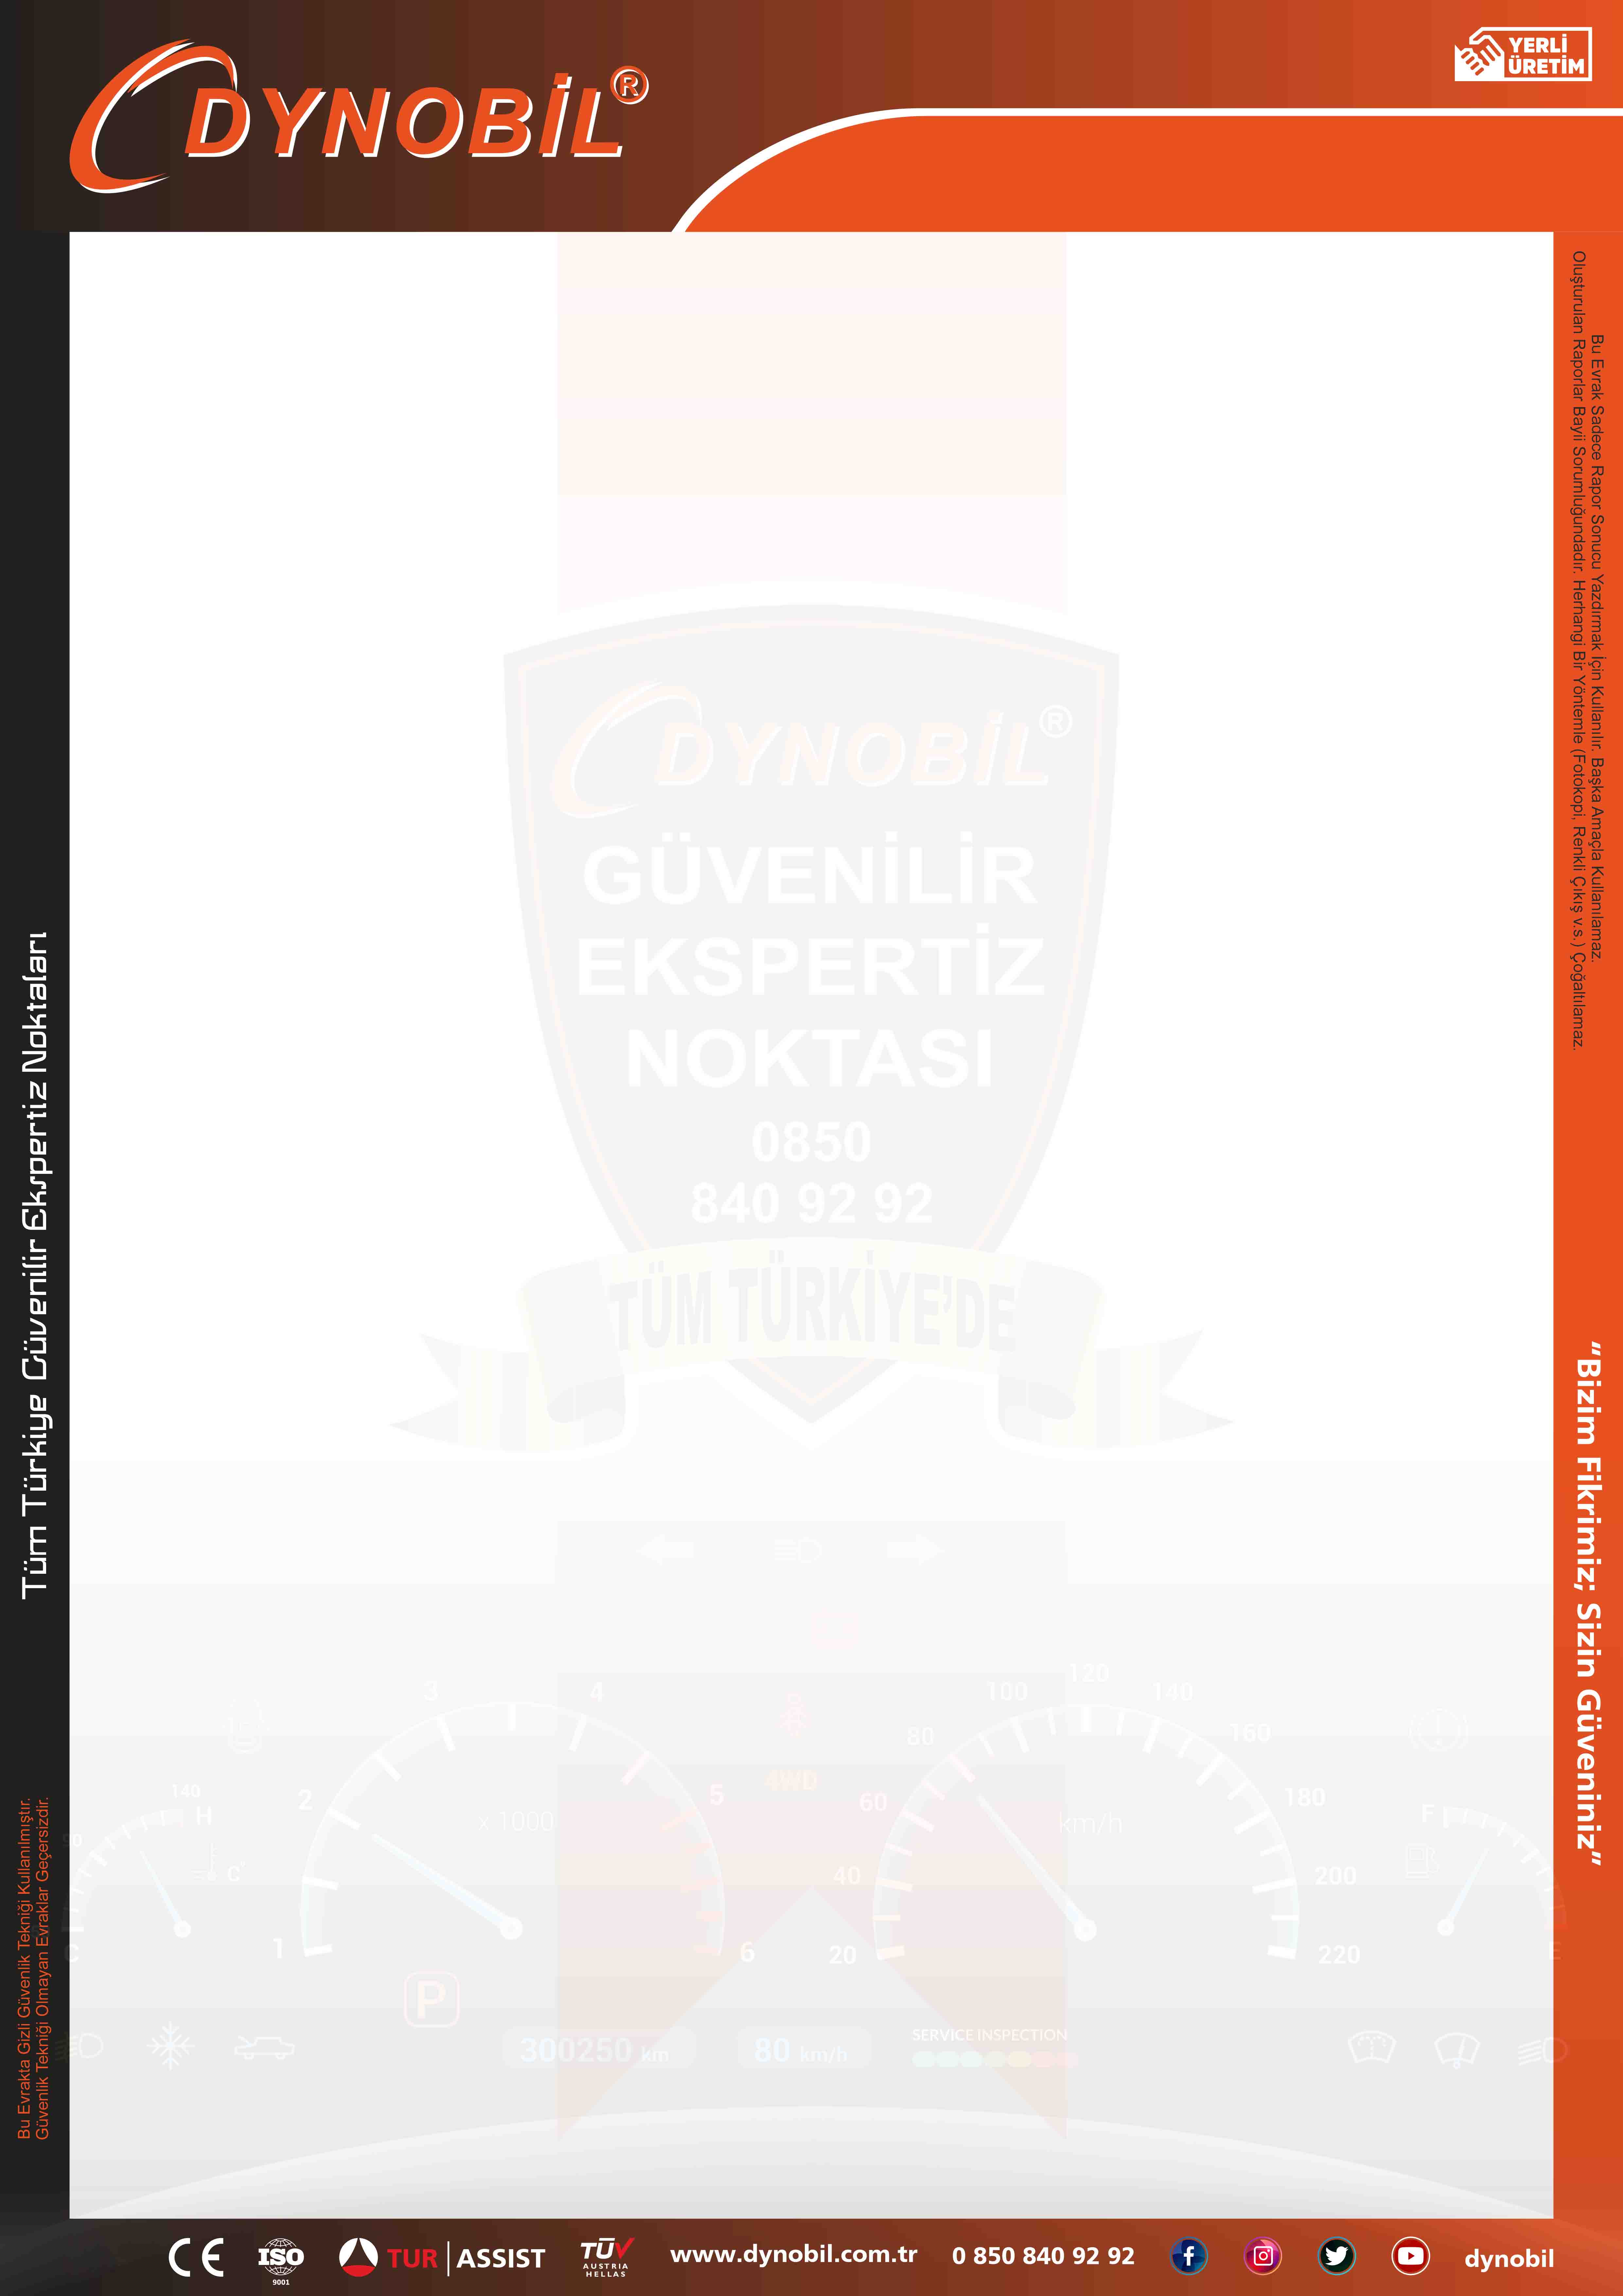 DYNOBİL®
YERLİ
ÜRETİM
Bu Evrak Sadece Rapor Sonucu Yazdırmak İçin Kullanılır. Başka Amaçla Kullanılamaz.
Oluşturulan Raporlar Bayii Sorumluğundadır. Herhangi Bir Yöntemle (Fotokopi, Renkli Çıkış v.s.) Çoğaltılamaz.
"Bizim Fikrimiz; Sizin Güveniniz"
Tüm Türkiye Güvenilir Ekspertiz Noktaları
Bu Evrakta Gizli Güvenlik Tekniği Kullanılmıştır.
Güvenlik Tekniği Olmayan Evraklar Geçersizdir.
DYNOBİL®
GÜVENİLİR
EKSPERTİZ
NOKTASI
0850
840 92 92
TÜM TÜRKİYE'DE
90 140 H
C°
C
1 2 3 4 5 6
x 1000
4WD
20 40 60 80 100 120 140 160 180 200 220
km/h
F
E
P
300250 km
80 km/h
SERVICE INSPECTION
CE
ISO
9001
TUR ASSIST
TÜV
AUSTRIA
HELLAS
www.dynobil.com.tr
0 850 840 92 92
dynobil